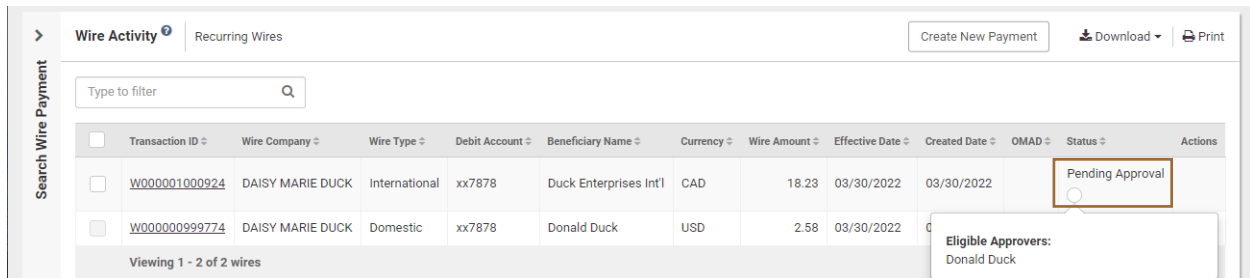 Search Wire Payment
Wire Activity ? Recurring Wires Create New Payment Download Print
Type to filter
Transaction ID Wire Company Wire Type Debit Account Beneficiary Name Currency Wire Amount Effective Date Created Date OMAD Status Actions
W000001000924 DAISY MARIE DUCK International xx7878 Duck Enterprises Int'l CAD 18.23 03/30/2022 03/30/2022 Pending Approval
W000000999774 DAISY MARIE DUCK Domestic xx7878 Donald Duck USD 2.58 03/30/2022
Eligible Approvers:
Donald Duck
Viewing 1 - 2 of 2 wires